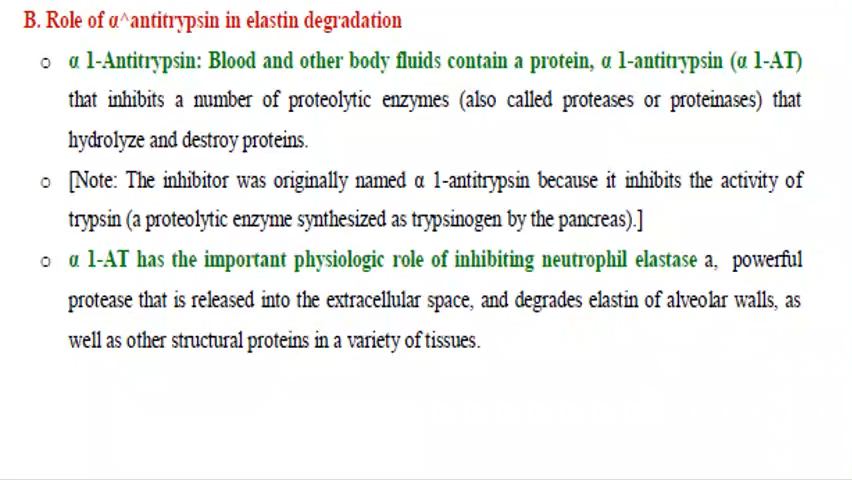 B. Role of α^antitrypsin in elastin degradation
o α 1-Antitrypsin: Blood and other body fluids contain a protein, α 1-antitrypsin (α 1-AT)
that inhibits a number of proteolytic enzymes (also called proteases or proteinases) that
hydrolyze and destroy proteins.
o [Note: The inhibitor was originally named α 1-antitrypsin because it inhibits the activity of
trypsin (a proteolytic enzyme synthesized as trypsinogen by the pancreas).]
o α 1-AT has the important physiologic role of inhibiting neutrophil elastase a, powerful
protease that is released into the extracellular space, and degrades elastin of alveolar walls, as
well as other structural proteins in a variety of tissues.